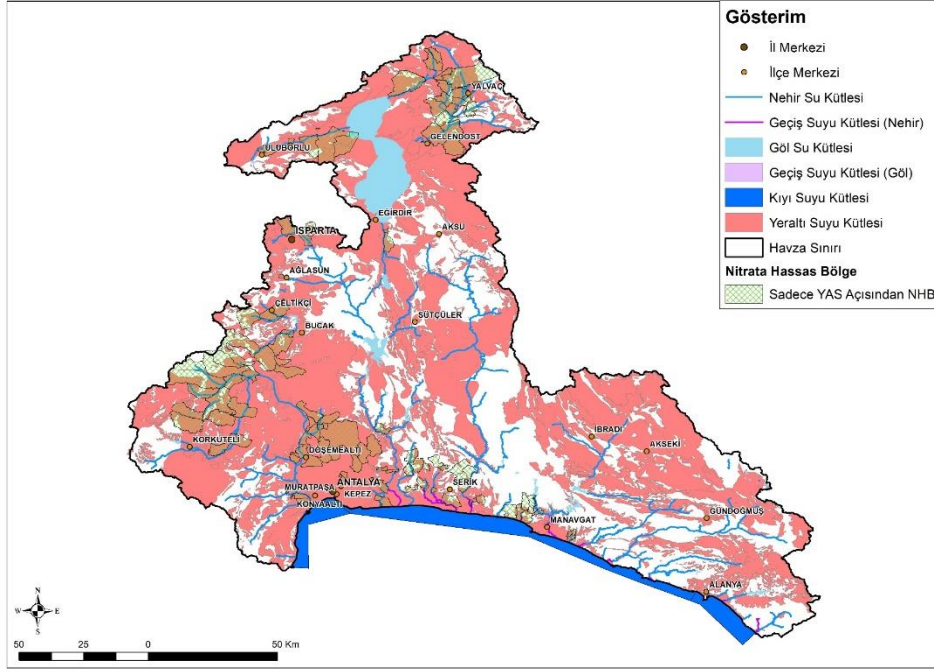 Gösterim
İl Merkezi
İlçe Merkezi
Nehir Su Kütlesi
Geçiş Suyu Kütlesi (Nehir)
Göl Su Kütlesi
Geçiş Suyu Kütlesi (Göl)
Kıyı Suyu Kütlesi
Yeraltı Suyu Kütlesi
Havza Sınırı
Nitrata Hassas Bölge
Sadece YAS Açısından NHB
YALVAÇ
GELENDOST
ULUBORLU
EĞİRDİR
ISPARTA
AKSU
AĞLASUN
ÇELTİKÇİ
SÜTÇÜLER
BUCAK
İBRADI
AKSEKİ
KORKUTELİ
DÖŞEMEALTI
ANTALYA
MURATPAŞA
KEPEZ
KONYAALTI
SERİK
MANAVGAT
GÜNDOĞMUŞ
ALANYA
N
W E
S
50 25 0 50 Km